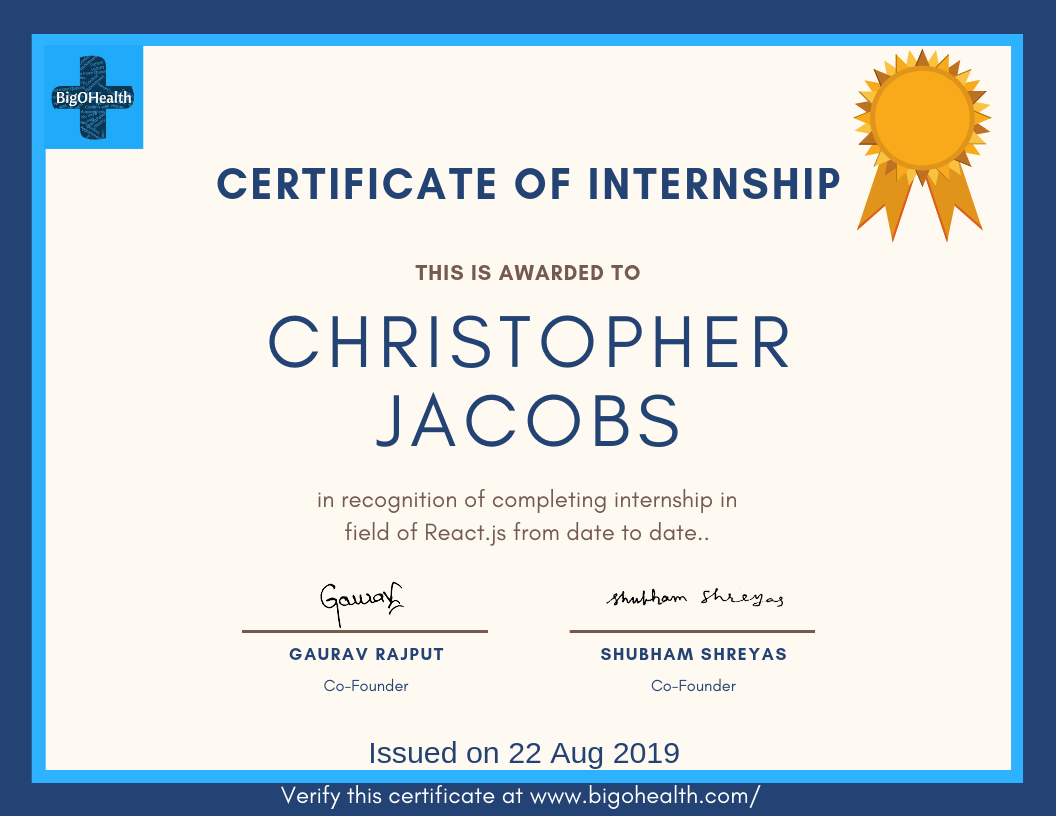 BigOHealth
CERTIFICATE OF INTERNSHIP
THIS IS AWARDED TO
CHRISTOPHER
JACOBS
in recognition of completing internship in
field of React.js from date to date..
Gaurav
Shubham Shreyas
GAURAV RAJPUT
SHUBHAM SHREYAS
Co-Founder
Co-Founder
Issued on 22 Aug 2019
Verify this certificate at www.bigohealth.com/